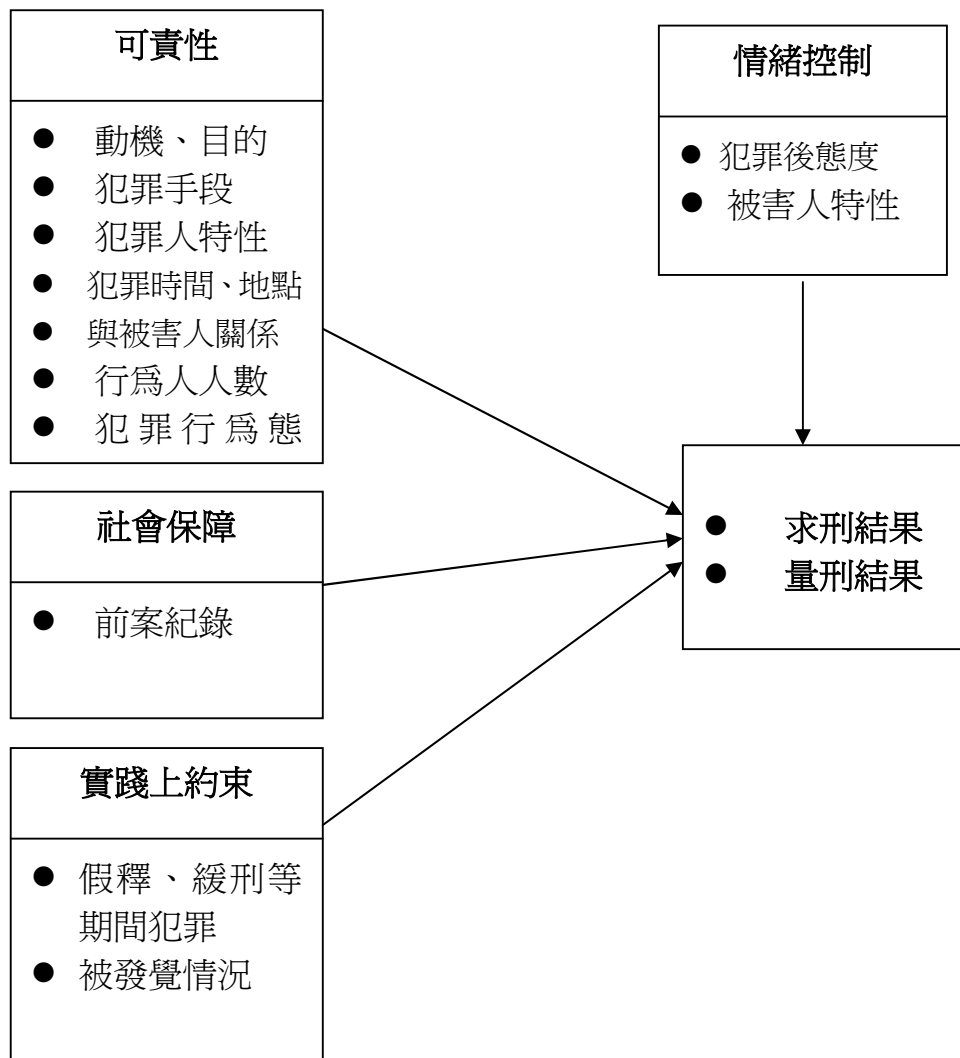 可責性
● 動機、目的
● 犯罪手段
● 犯罪人特性
● 犯罪時間、地點
● 與被害人關係
● 行為人人數
● 犯罪行為態
情緒控制
● 犯罪後態度
● 被害人特性
社會保障
● 前案紀錄
● 求刑結果
● 量刑結果
實踐上約束
● 假釋、緩刑等
期間犯罪
● 被發覺情況